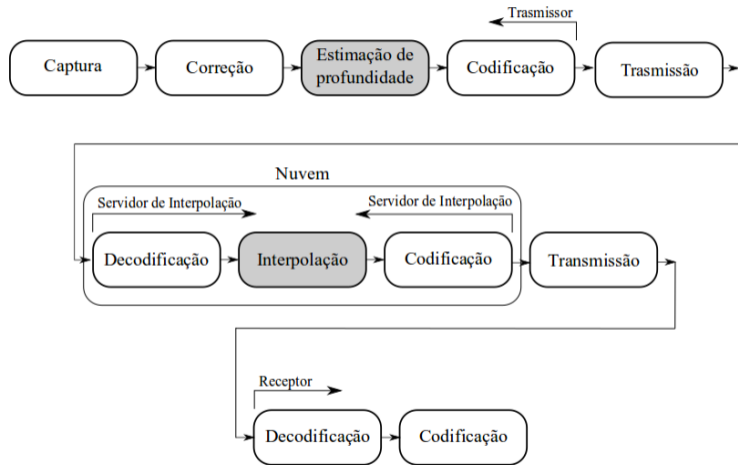 Trasmissor
Captura
Correção
Estimação de
profundidade
Codificação
Trasmissão
Nuvem
Servidor de Interpolação
Servidor de Interpolação
Decodificação
Interpolação
Codificação
Transmissão
Receptor
Decodificação
Codificação